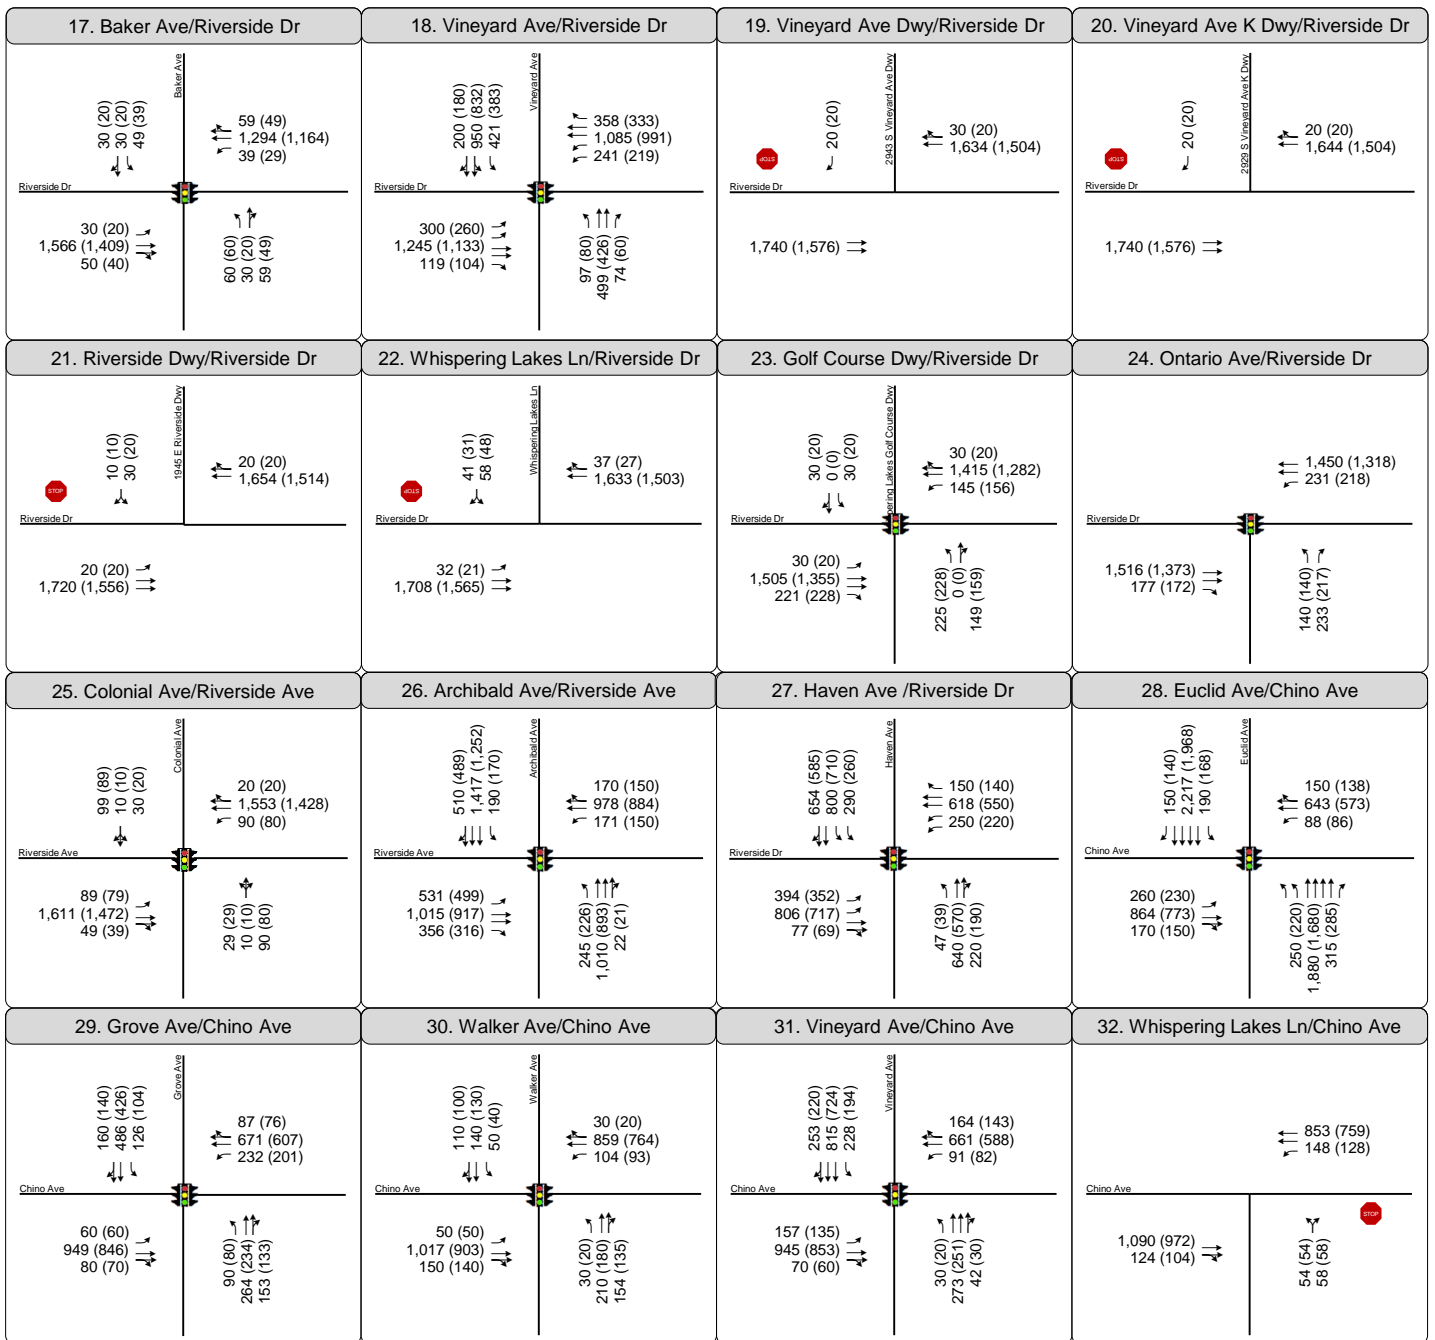 17. Baker Ave/Riverside Dr
Baker Ave
30 (20)
30 (20)
49 (39)
59 (49)
1,294 (1,164)
39 (29)
Riverside Dr
30 (20)
1,566 (1,409)
50 (40)
60 (60)
30 (20)
59 (49)
18. Vineyard Ave/Riverside Dr
Vineyard Ave
200 (180)
950 (832)
421 (383)
358 (333)
1,085 (991)
241 (219)
Riverside Dr
300 (260)
1,245 (1,133)
119 (104)
97 (80)
499 (426)
74 (60)
19. Vineyard Ave Dwy/Riverside Dr
2943 S Vineyard Ave Dwy
20 (20)
STOP
30 (20)
1,634 (1,504)
Riverside Dr
1,740 (1,576)
20. Vineyard Ave K Dwy/Riverside Dr
2929 S Vineyard Ave K Dwy
20 (20)
STOP
20 (20)
1,644 (1,504)
Riverside Dr
1,740 (1,576)
21. Riverside Dwy/Riverside Dr
1945 E Riverside Dwy
10 (10)
30 (20)
STOP
20 (20)
1,654 (1,514)
Riverside Dr
20 (20)
1,720 (1,556)
22. Whispering Lakes Ln/Riverside Dr
Whispering Lakes Ln
41 (31)
58 (48)
STOP
37 (27)
1,633 (1,503)
Riverside Dr
32 (21)
1,708 (1,565)
23. Golf Course Dwy/Riverside Dr
pering Lakes Golf Course Dwy
30 (20)
0 (0)
30 (20)
30 (20)
1,415 (1,282)
145 (156)
Riverside Dr
30 (20)
1,505 (1,355)
221 (228)
225 (228)
0 (0)
149 (159)
24. Ontario Ave/Riverside Dr
1,450 (1,318)
231 (218)
Riverside Dr
1,516 (1,373)
177 (172)
140 (140)
233 (217)
25. Colonial Ave/Riverside Ave
Colonial Ave
99 (89)
10 (10)
30 (20)
20 (20)
1,553 (1,428)
90 (80)
Riverside Ave
89 (79)
1,611 (1,472)
49 (39)
29 (29)
10 (10)
90 (80)
26. Archibald Ave/Riverside Ave
Archibald Ave
510 (489)
1,417 (1,252)
190 (170)
170 (150)
978 (884)
171 (150)
Riverside Ave
531 (499)
1,015 (917)
356 (316)
245 (226)
1,010 (893)
22 (21)
27. Haven Ave /Riverside Dr
Haven Ave
654 (585)
800 (710)
290 (260)
150 (140)
618 (550)
250 (220)
Riverside Dr
394 (352)
806 (717)
77 (69)
47 (39)
640 (570)
220 (190)
28. Euclid Ave/Chino Ave
Euclid Ave
150 (140)
2,217 (1,968)
190 (168)
150 (138)
643 (573)
88 (86)
Chino Ave
260 (230)
864 (773)
170 (150)
250 (220)
1,880 (1,680)
315 (285)
29. Grove Ave/Chino Ave
Grove Ave
160 (140)
486 (426)
126 (104)
87 (76)
671 (607)
232 (201)
Chino Ave
60 (60)
949 (846)
80 (70)
90 (80)
264 (234)
153 (133)
30. Walker Ave/Chino Ave
Walker Ave
110 (100)
140 (130)
50 (40)
30 (20)
859 (764)
104 (93)
Chino Ave
50 (50)
1,017 (903)
150 (140)
30 (20)
210 (180)
154 (135)
31. Vineyard Ave/Chino Ave
Vineyard Ave
253 (220)
815 (724)
228 (194)
164 (143)
661 (588)
91 (82)
Chino Ave
157 (135)
945 (853)
70 (60)
30 (20)
273 (251)
42 (30)
32. Whispering Lakes Ln/Chino Ave
853 (759)
148 (128)
Chino Ave
STOP
1,090 (972)
124 (104)
54 (54)
58 (58)